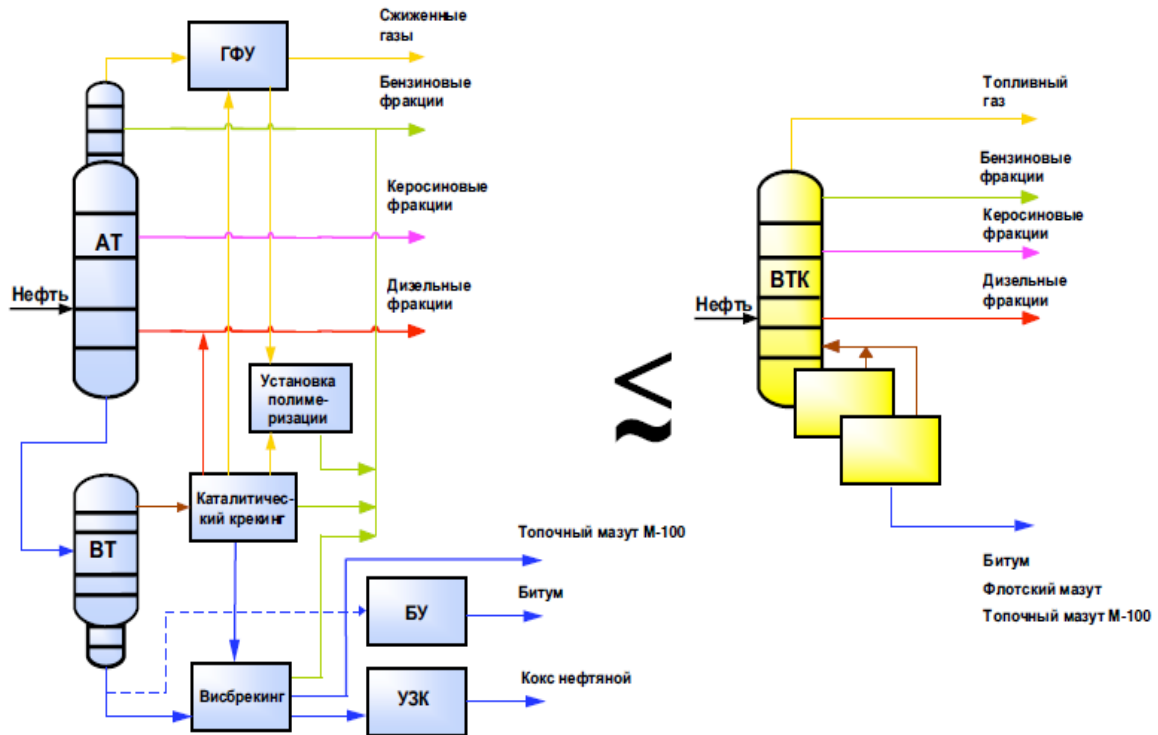 Сжиженные
газы
ГФУ
Бензиновые
фракции
Керосиновые
фракции
АТ
Дизельные
фракции
Нефть
Установка
полиме-
ризации
Каталитичес-
кий крекинг
ВТ
Топочный мазут М-100
Битум
БУ
Висбрекинг
УЗК
Кокс нефтяной
≲
Топливный
газ
Бензиновые
фракции
Керосиновые
фракции
ВТК
Дизельные
фракции
Нефть
Битум
Флотский мазут
Топочный мазут М-100